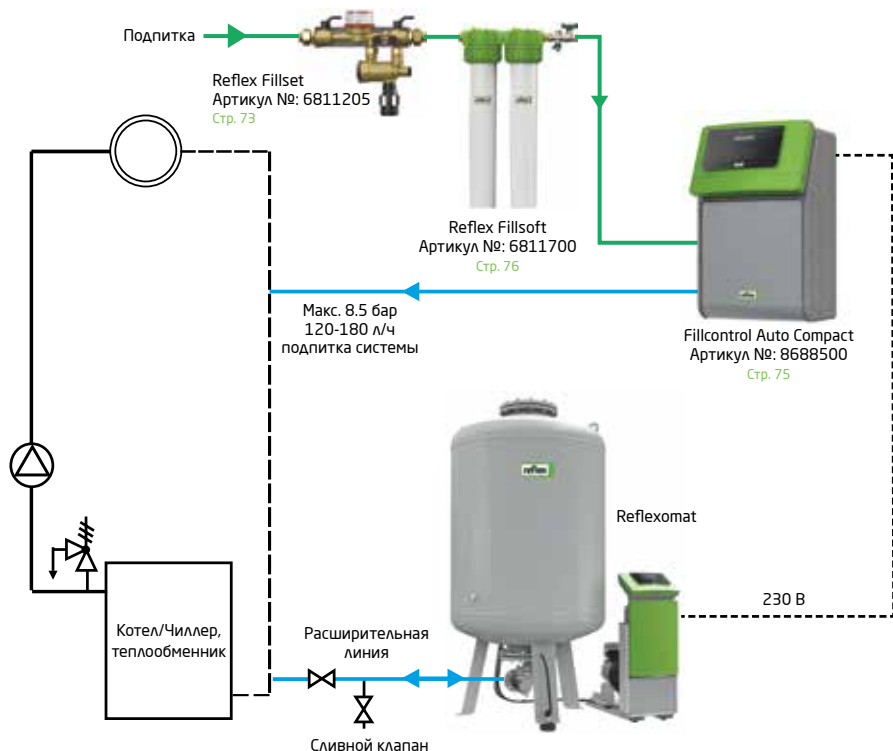 Подпитка
Reflex Fillset
Артикул №: 6811205
Стр. 73
Reflex Fillsoft
Артикул №: 6811700
Стр. 76
Макс. 8.5 бар
120-180 л/ч
подпитка системы
reflex
Fillcontrol Auto Compact
Артикул №: 8688500
Стр. 75
reflex
Reflexomat
230 В
Котел/Чиллер,
теплообменник
Расширительная
линия
Сливной клапан